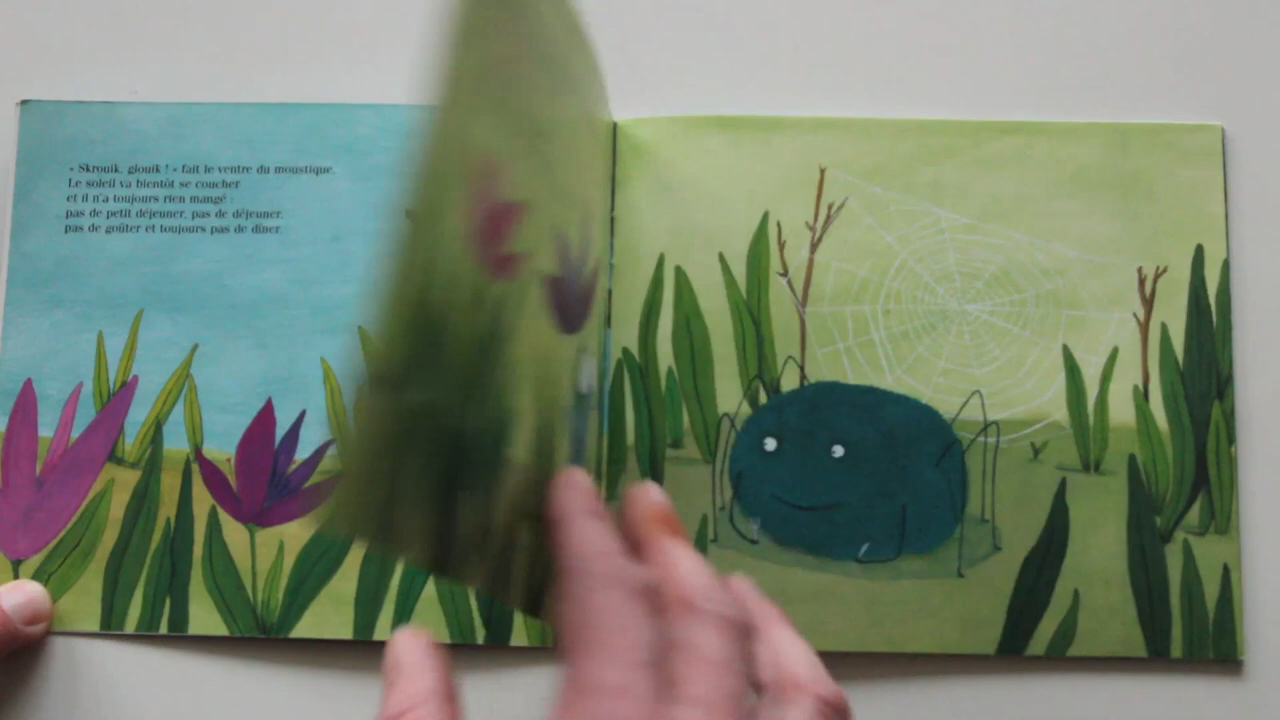 « Skrouik, glouik ! » fait le ventre du moustique.
Le soleil va bientôt se coucher
et il n'a toujours rien mangé :
pas de petit déjeuner, pas de déjeuner,
pas de goûter et toujours pas de dîner.